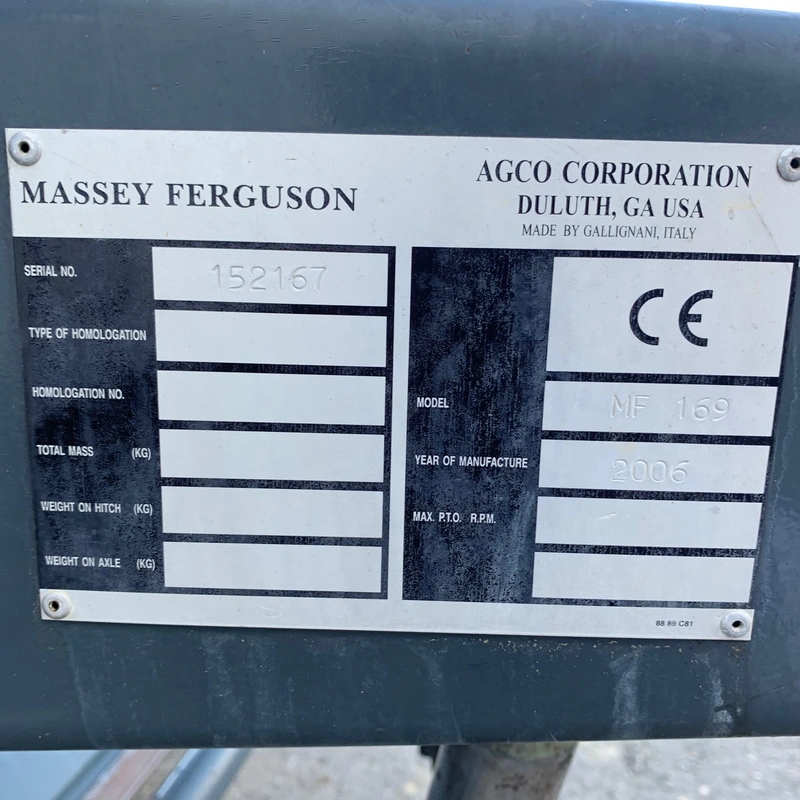 MASSEY FERGUSON
SERIAL NO. 152167
TYPE OF HOMOLOGATION
HOMOLOGATION NO.
TOTAL MASS (KG)
WEIGHT ON HITCH (KG)
WEIGHT ON AXLE (KG)
AGCO CORPORATION
DULUTH, GA USA
MADE BY GALLIGNANI, ITALY
CE
MODEL MF 169
YEAR OF MANUFACTURE 2006
MAX. P.T.O. R.P.M. -
88 89 C81